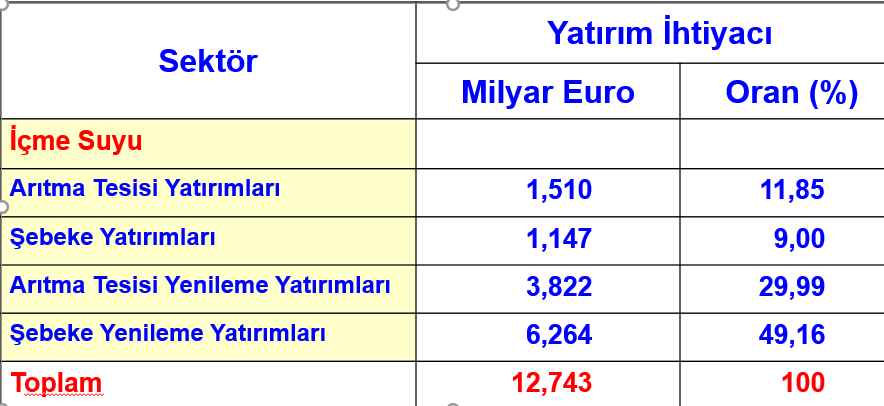 Sektör
Yatırım İhtiyacı
Milyar Euro
Oran (%)
İçme Suyu
Arıtma Tesisi Yatırımları 1,510 11,85
Şebeke Yatırımları 1,147 9,00
Arıtma Tesisi Yenileme Yatırımları 3,822 29,99
Şebeke Yenileme Yatırımları 6,264 49,16
Toplam 12,743 100